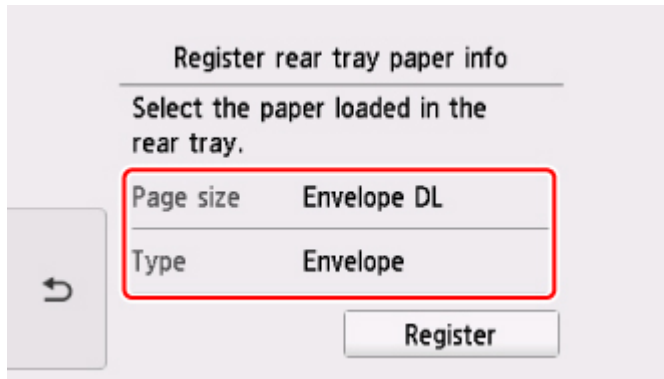 Register rear tray paper info
Select the paper loaded in the
rear tray.
Page size Envelope DL
Type Envelope
Register